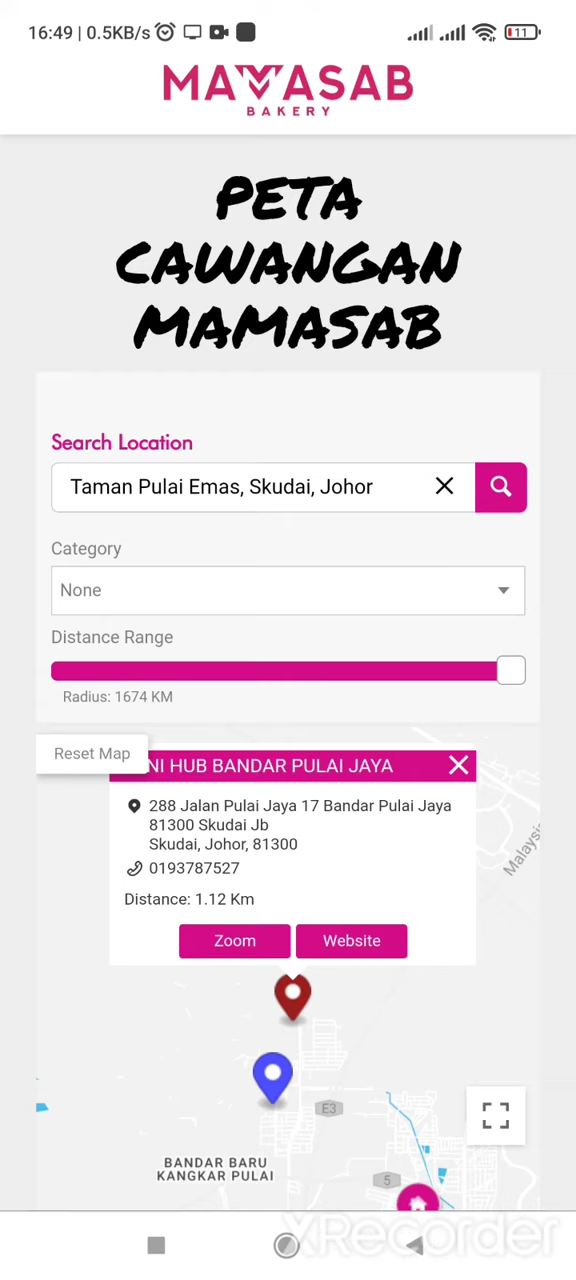 16:49 | 0.5KB/s
11
MAMASAB
BAKERY
PETA
CAWANGAN
MAMASAB
Search Location
Taman Pulai Emas, Skudai, Johor
Category
None
Distance Range
Radius: 1674 KM
Reset Map
NI HUB BANDAR PULAI JAYA
288 Jalan Pulai Jaya 17 Bandar Pulai Jaya
81300 Skudai Jb
Skudai, Johor, 81300
0193787527
Distance: 1.12 Km
Zoom
Website
Malaysia
E3
BANDAR BARU
KANGKAR PULAI
5
XRecorder